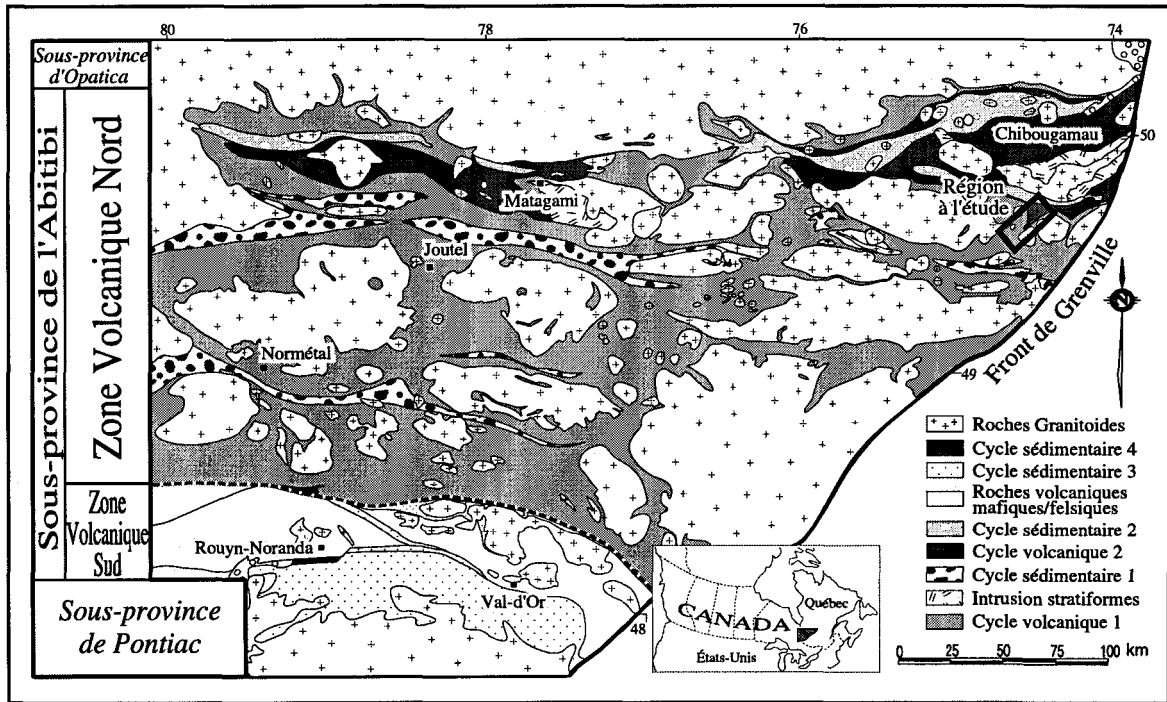 80
78
76
74
Sous-province
d'Opatica
Sous-province de l'Abitibi
Zone Volcanique Nord
Zone
Volcanique
Sud
Sous-province
de Pontiac
Chibougamau
50
Région
à l'étude
Matagami
Joutel
Normétal
Rouyn-Noranda
Val-d'Or
48
49
Front de Grenville
N
CANADA
Québec
États-Unis
Roches Granitoides
Cycle sédimentaire 4
Cycle sédimentaire 3
Roches volcaniques
mafiques/felsiques
Cycle sédimentaire 2
Cycle volcanique 2
Cycle sédimentaire 1
Intrusion stratiformes
Cycle volcanique 1
0 25 50 75 100 km